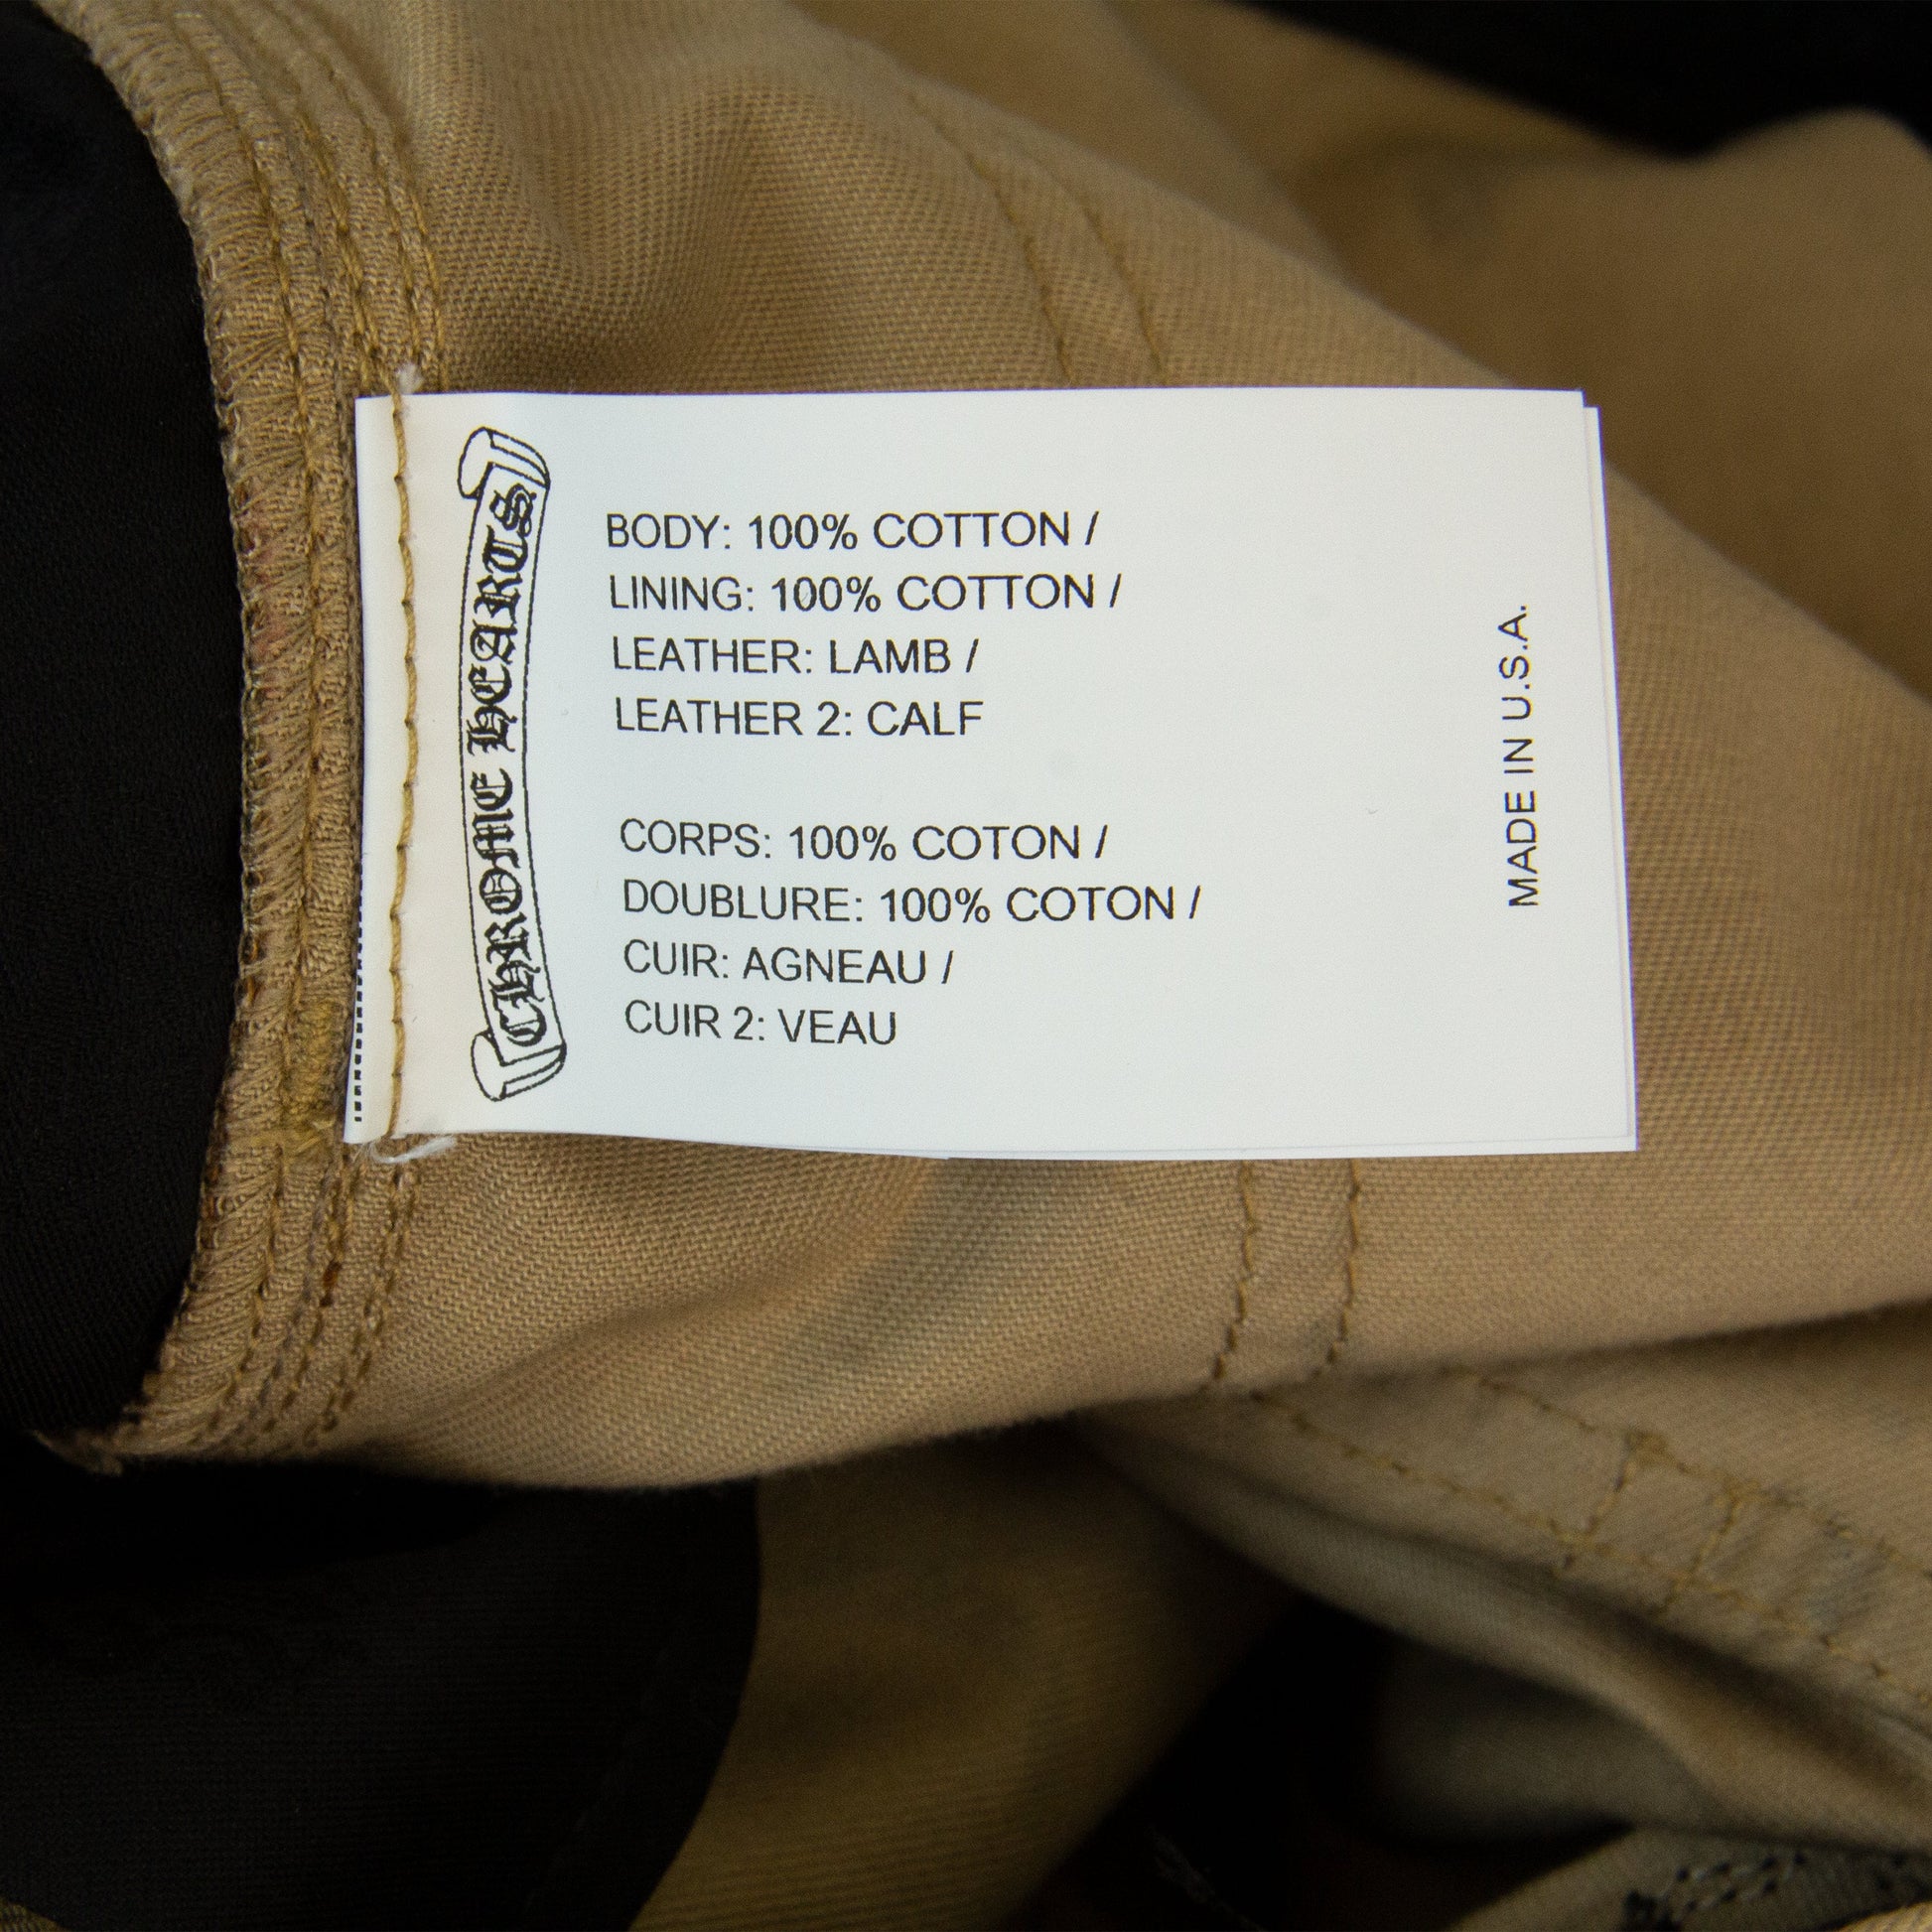 CHROME HEARTS
BODY: 100% COTTON /
LINING: 100% COTTON /
LEATHER: LAMB /
LEATHER 2: CALF
CORPS: 100% COTON /
DOUBLURE: 100% COTON /
CUIR: AGNEAU /
CUIR 2: VEAU
MADE IN U.S.A.